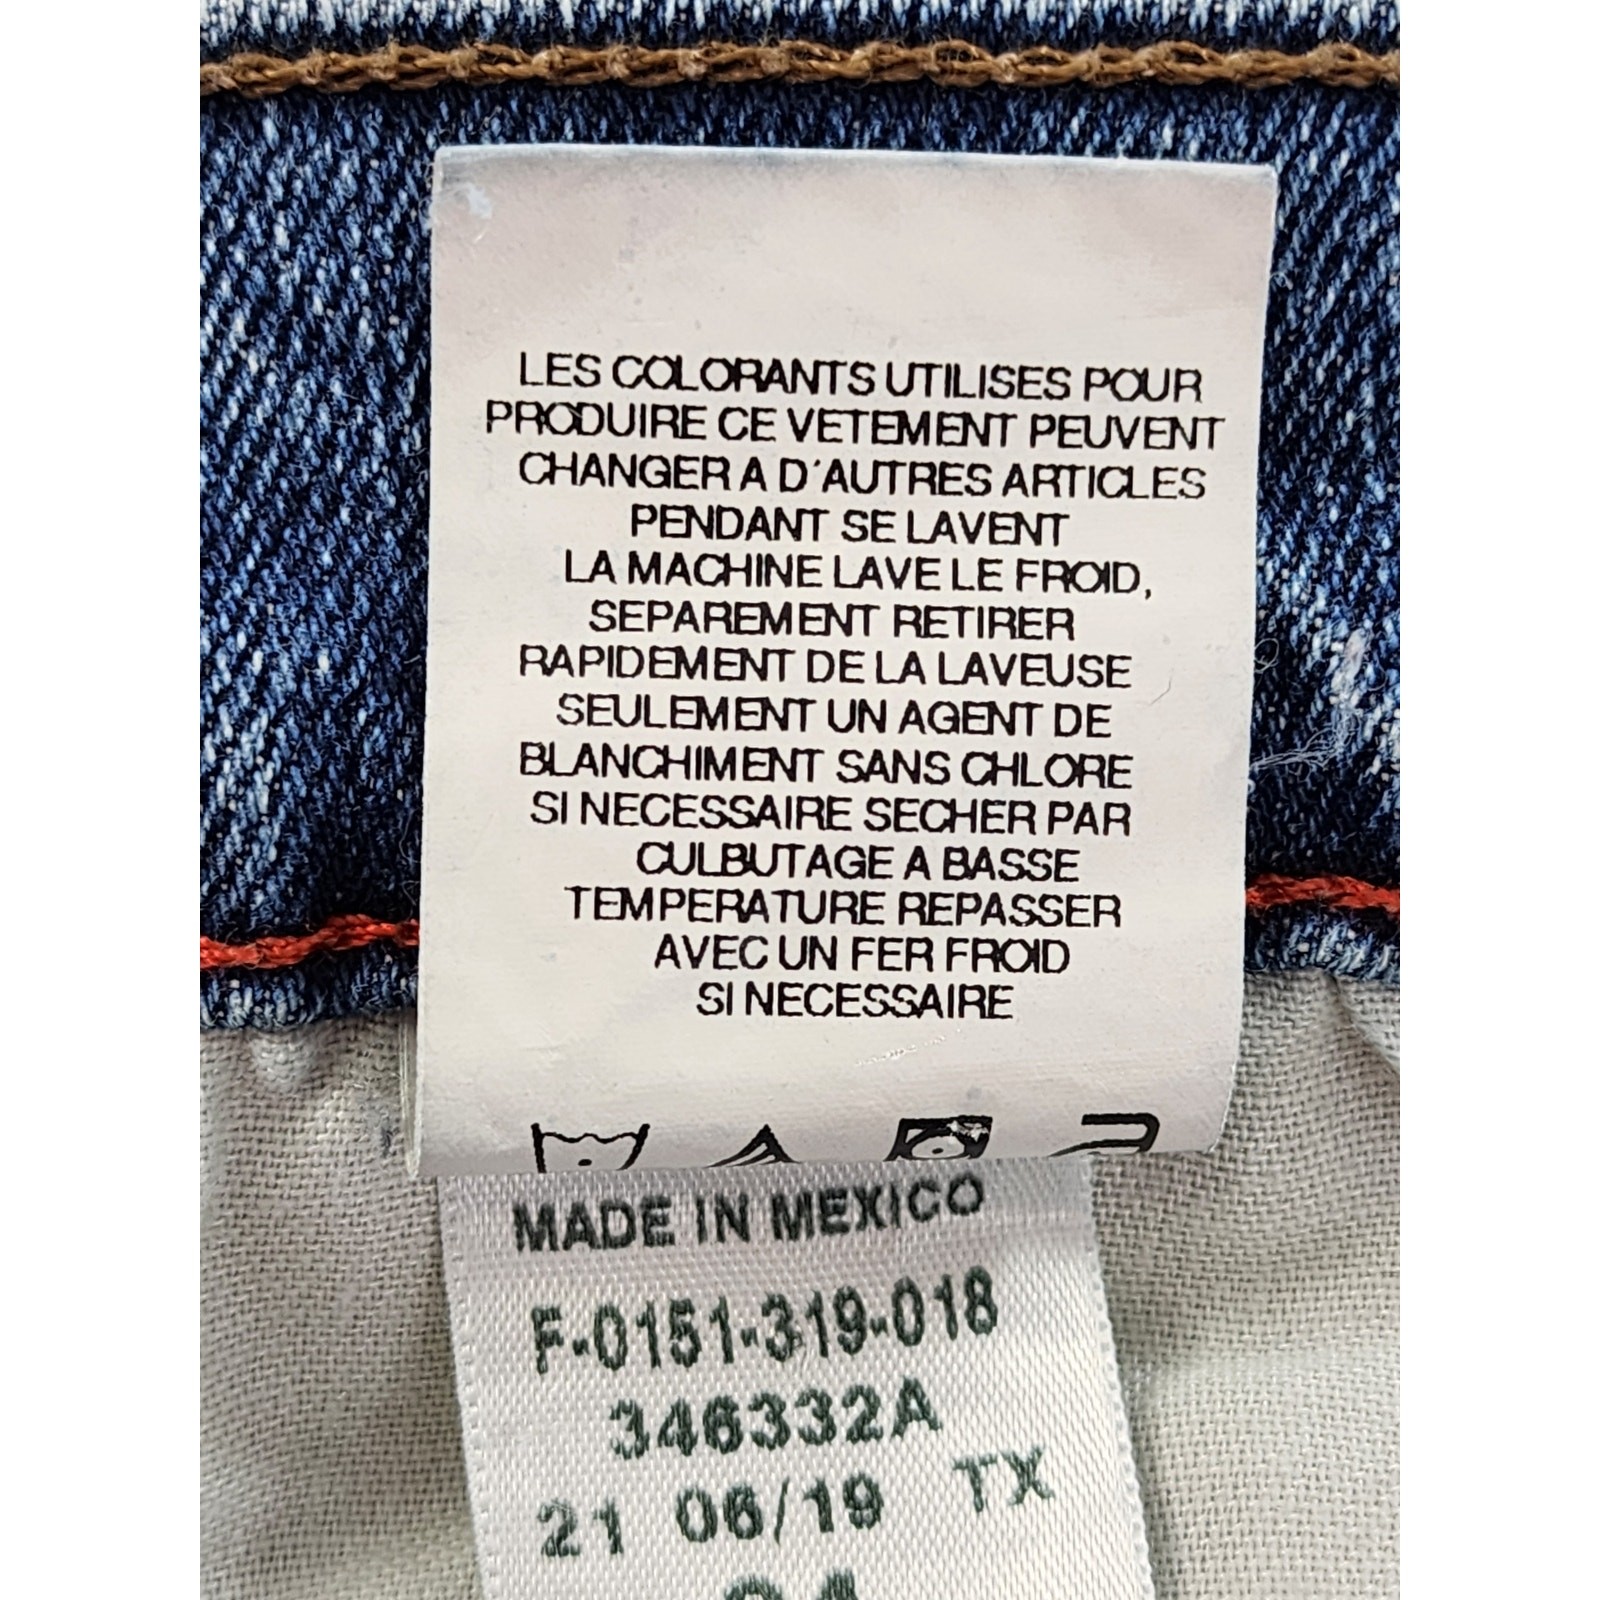 LES COLORANTS UTILISES POUR
PRODUIRE CE VETEMENT PEUVENT
CHANGER A D'AUTRES ARTICLES
PENDANT SE LAVENT
LA MACHINE LAVE LE FROID,
SEPAREMENT RETIRER
RAPIDEMENT DE LA LAVEUSE
SEULEMENT UN AGENT DE
BLANCHIMENT SANS CHLORE
SI NECESSAIRE SECHER PAR
CULBUTAGE A BASSE
TEMPERATURE REPASSER
AVEC UN FER FROID
SI NECESSAIRE
MADE IN MEXICO
F-0151-319-018
346332A
21 06/19 TX